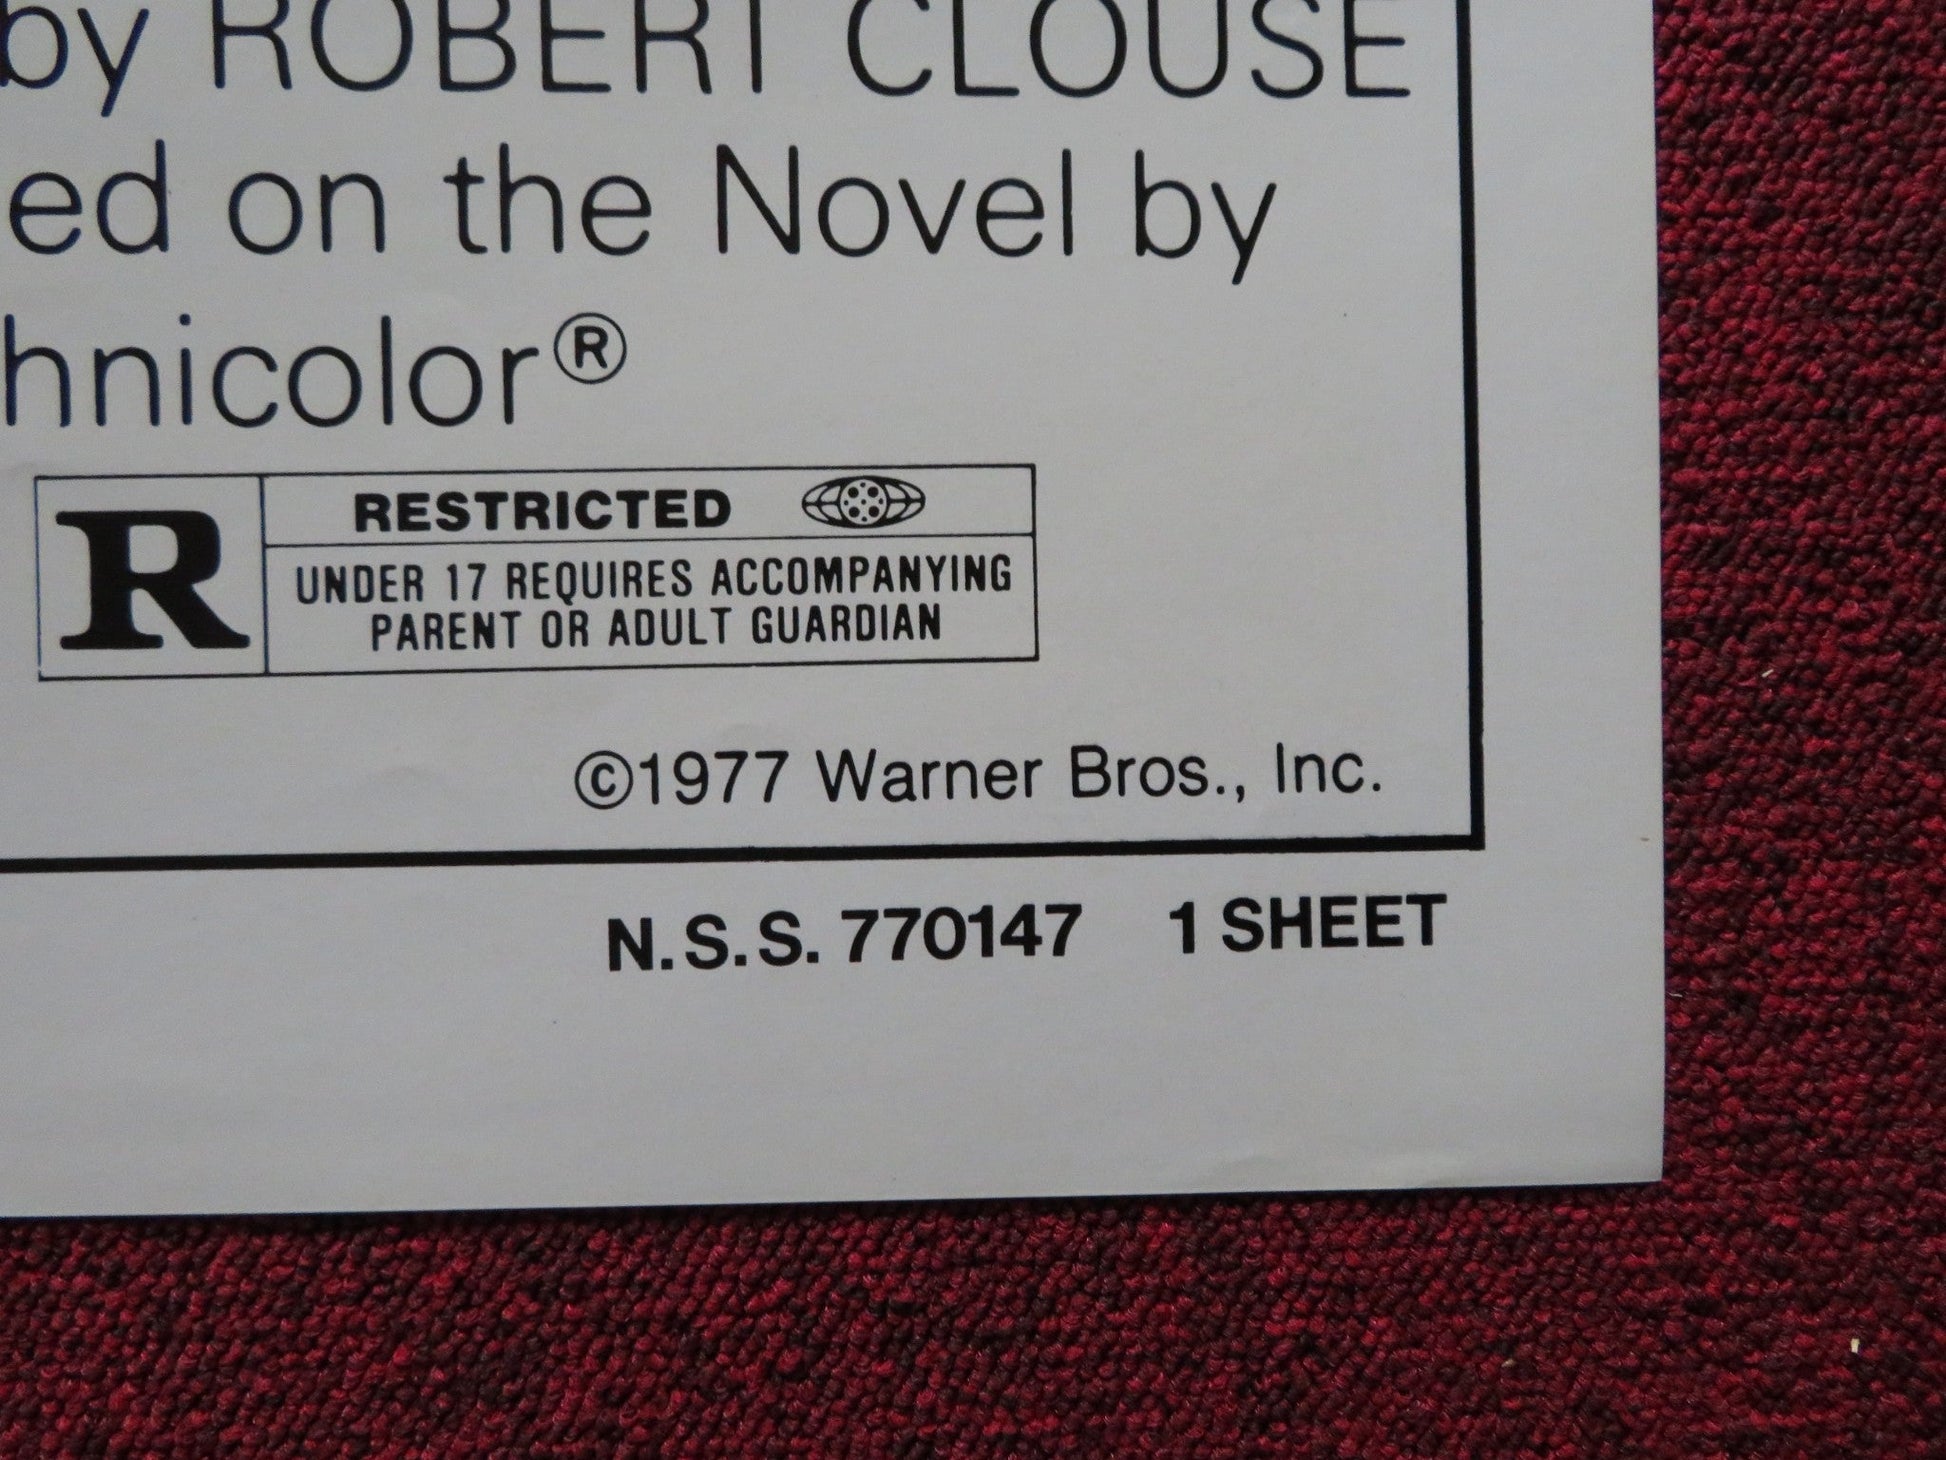 by ROBERT CLOUSE
ed on the Novel by
hnicolor®
R
RESTRICTED
UNDER 17 REQUIRES ACCOMPANYING
PARENT OR ADULT GUARDIAN
©1977 Warner Bros., Inc.
N.S.S. 770147 1 SHEET